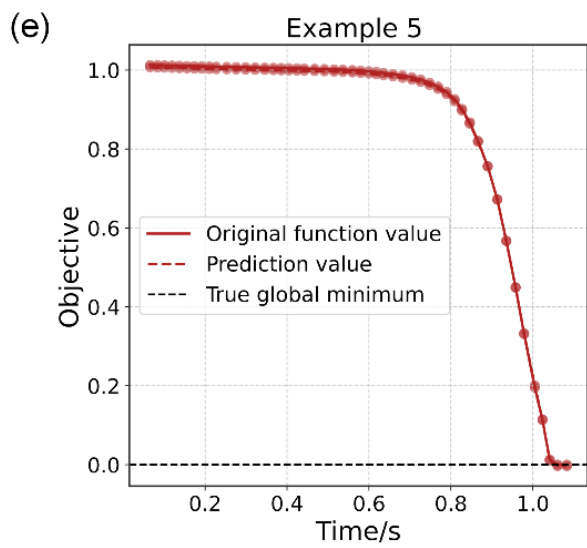 (e)
Example 5
Objective
1.0
0.8
0.6
0.4
0.2
0.0
Original function value
Prediction value
True global minimum
0.2 0.4 0.6 0.8 1.0
Time/s